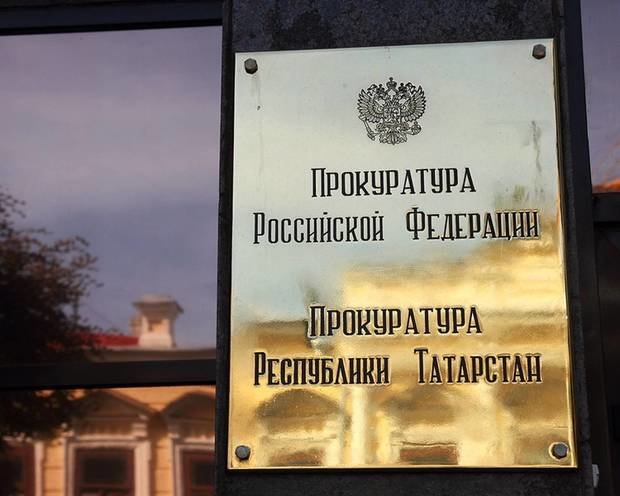 Прокуратура
Российской Федерации
Прокуратура
Республики Татарстан